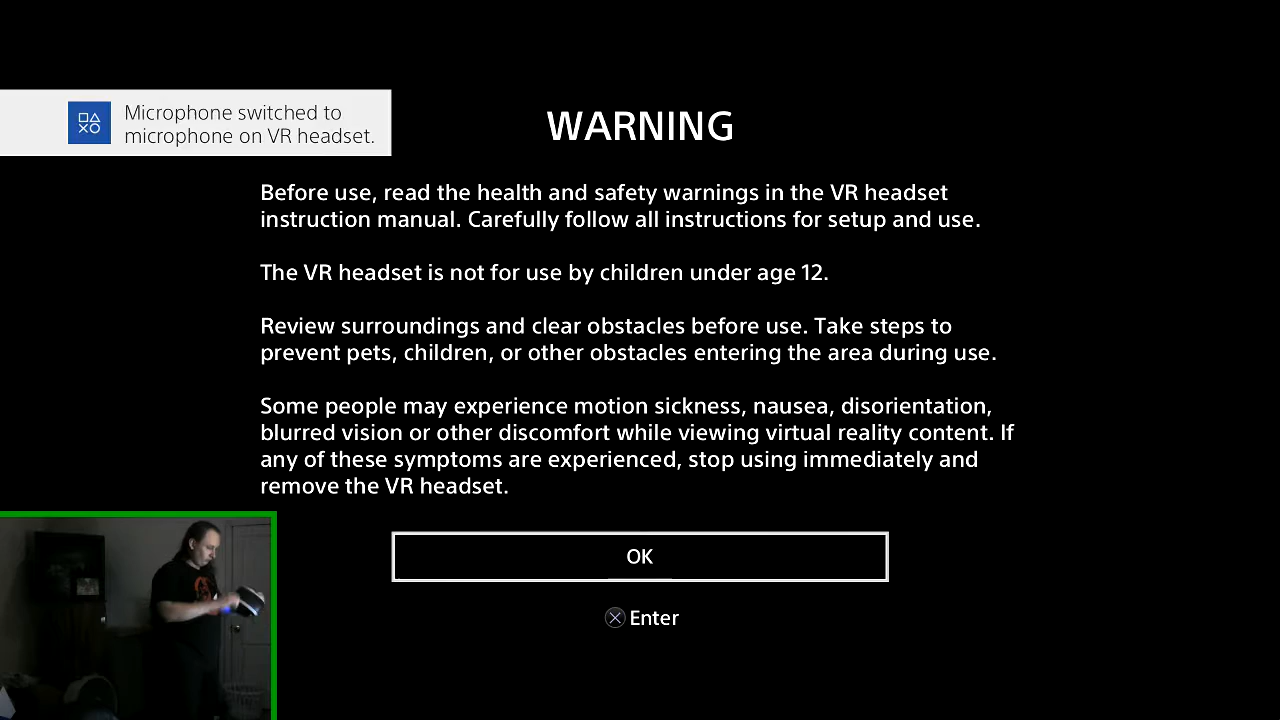 Microphone switched to
microphone on VR headset.
WARNING
Before use, read the health and safety warnings in the VR headset
instruction manual. Carefully follow all instructions for setup and use.
The VR headset is not for use by children under age 12.
Review surroundings and clear obstacles before use. Take steps to
prevent pets, children, or other obstacles entering the area during use.
Some people may experience motion sickness, nausea, disorientation,
blurred vision or other discomfort while viewing virtual reality content. If
any of these symptoms are experienced, stop using immediately and
remove the VR headset.
OK
Enter